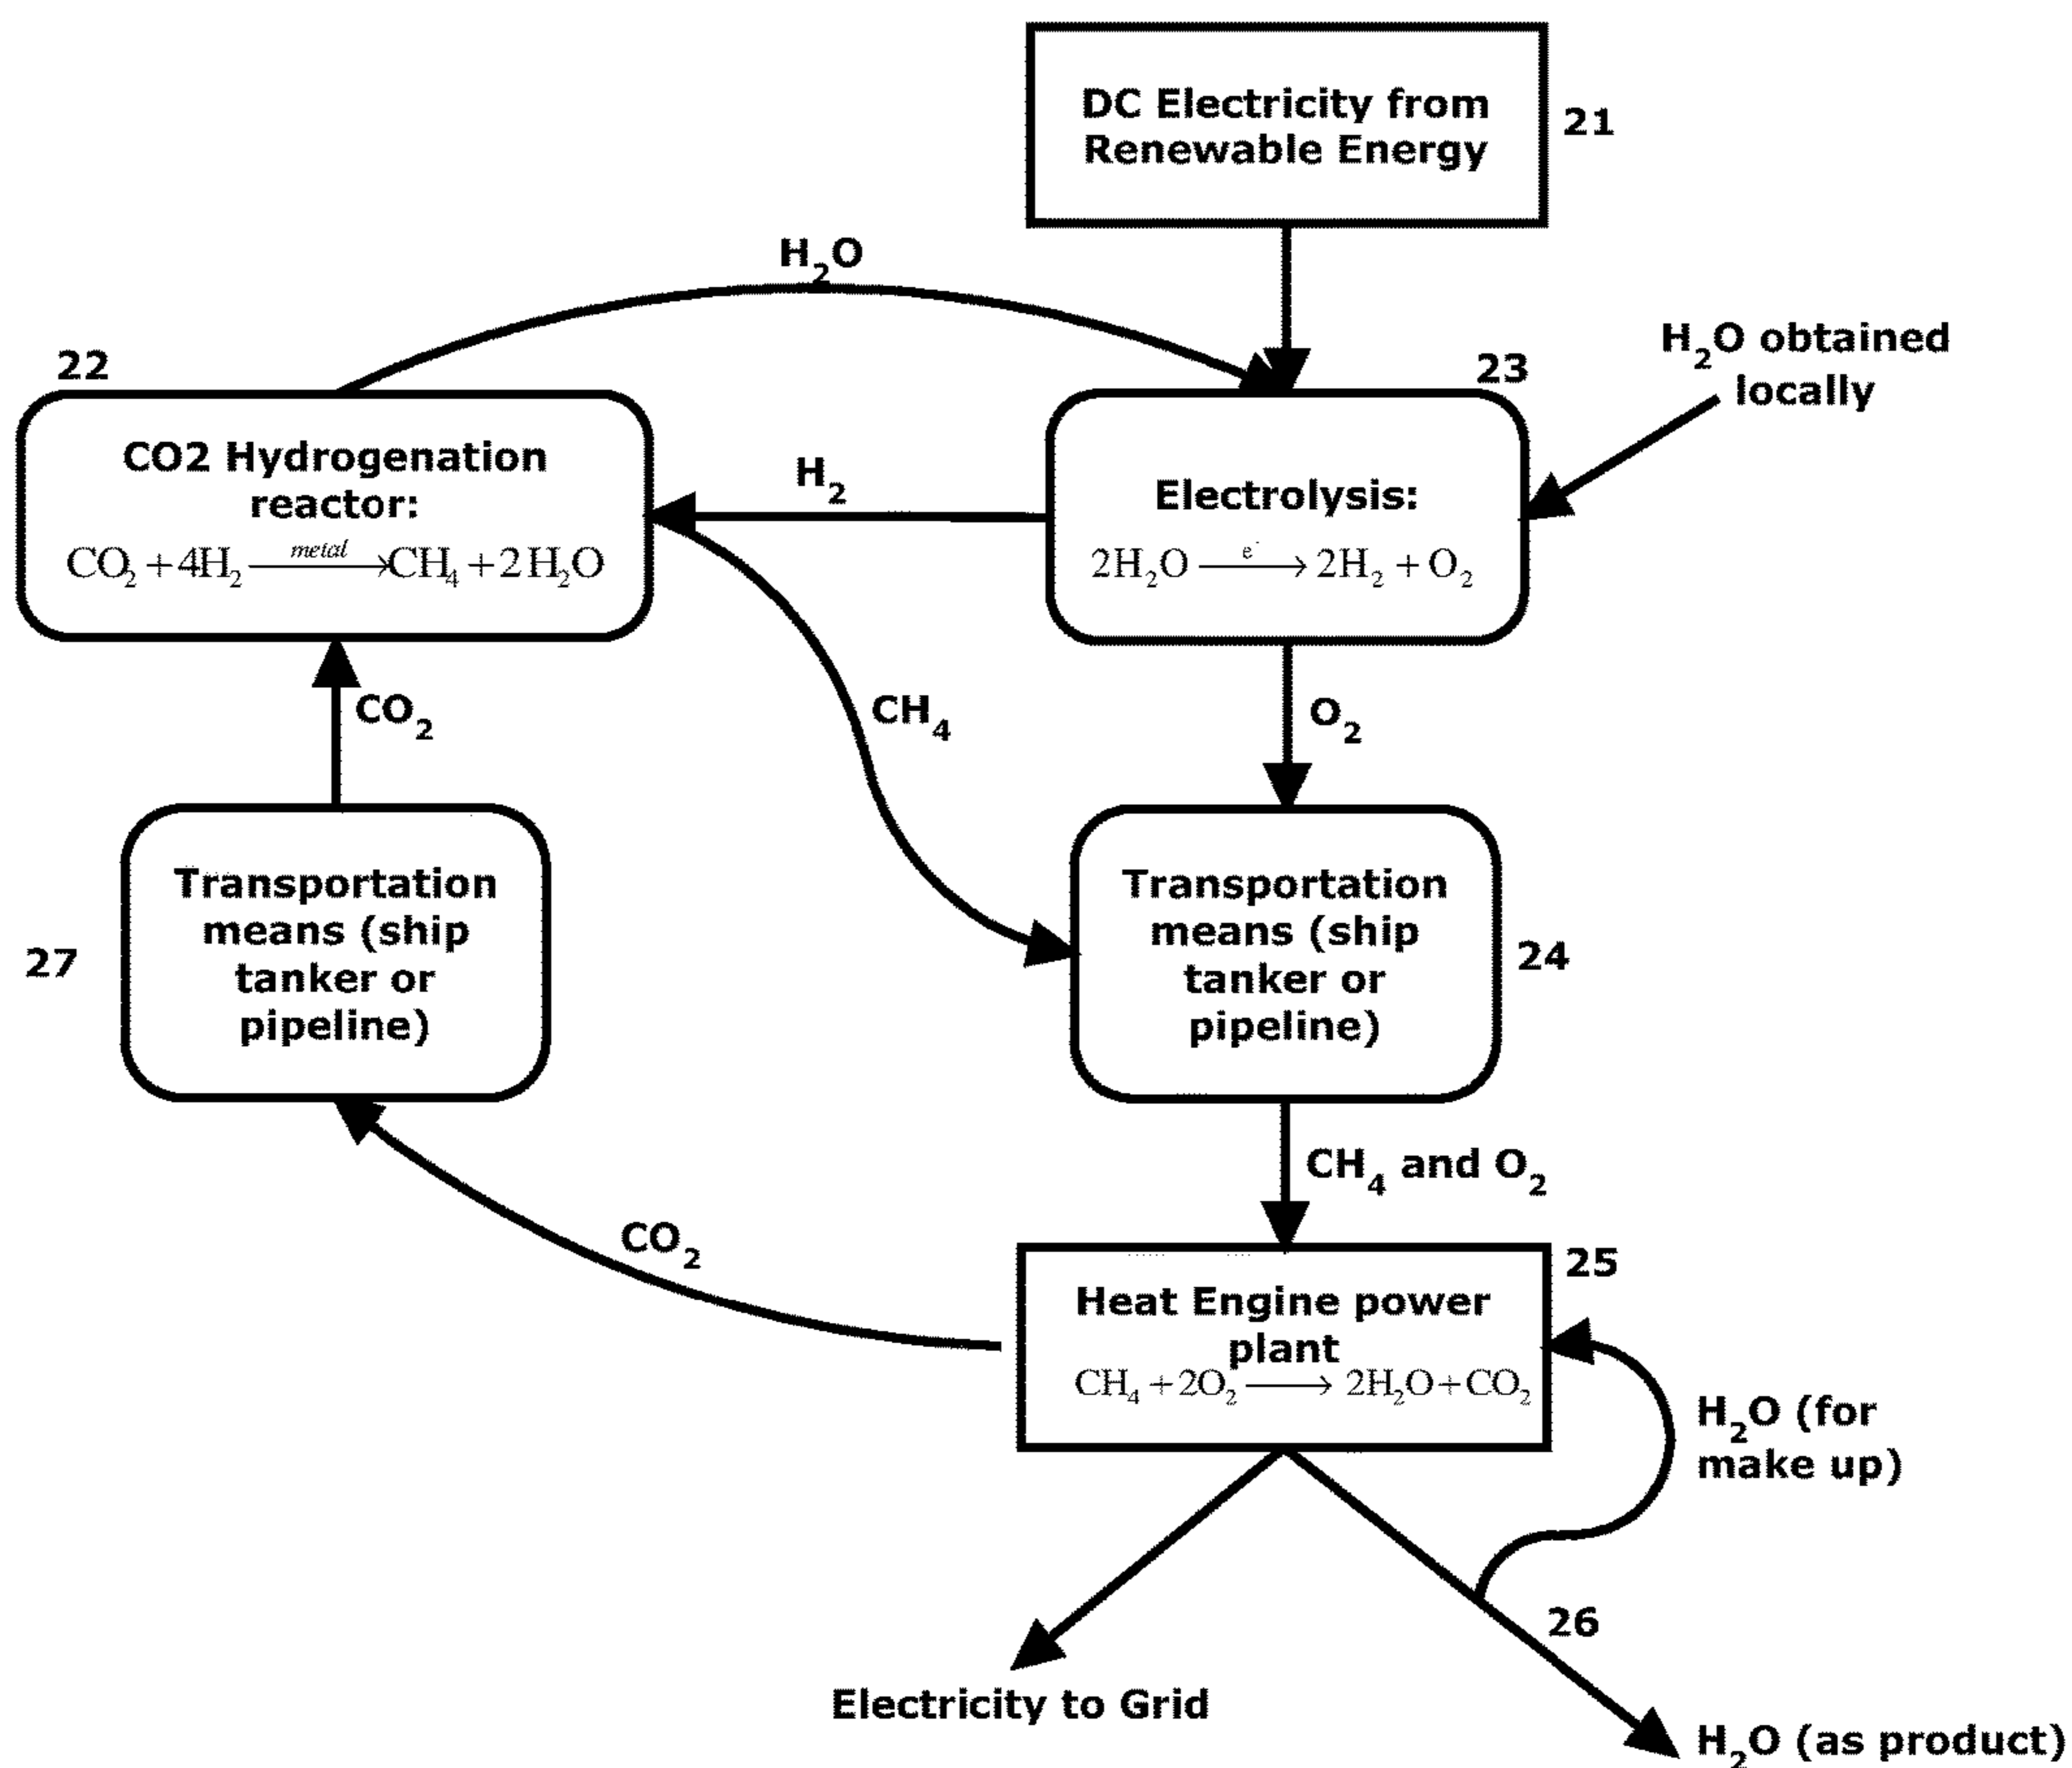 DC Electricity from
Renewable Energy
21
H₂O
H₂O obtained
locally
22
23
CO2 Hydrogenation
reactor:
CO₂ + 4H₂ —metal→ CH₄ + 2H₂O
H₂
Electrolysis:
2H₂O —e⁻→ 2H₂ + O₂
CO₂
CH₄
O₂
Transportation
means (ship
tanker or
pipeline)
27
Transportation
means (ship
tanker or
pipeline)
24
CH₄ and O₂
CO₂
25
Heat Engine power
plant
CH₄ + 2O₂ ⟶ 2H₂O + CO₂
H₂O (for
make up)
26
Electricity to Grid
H₂O (as product)